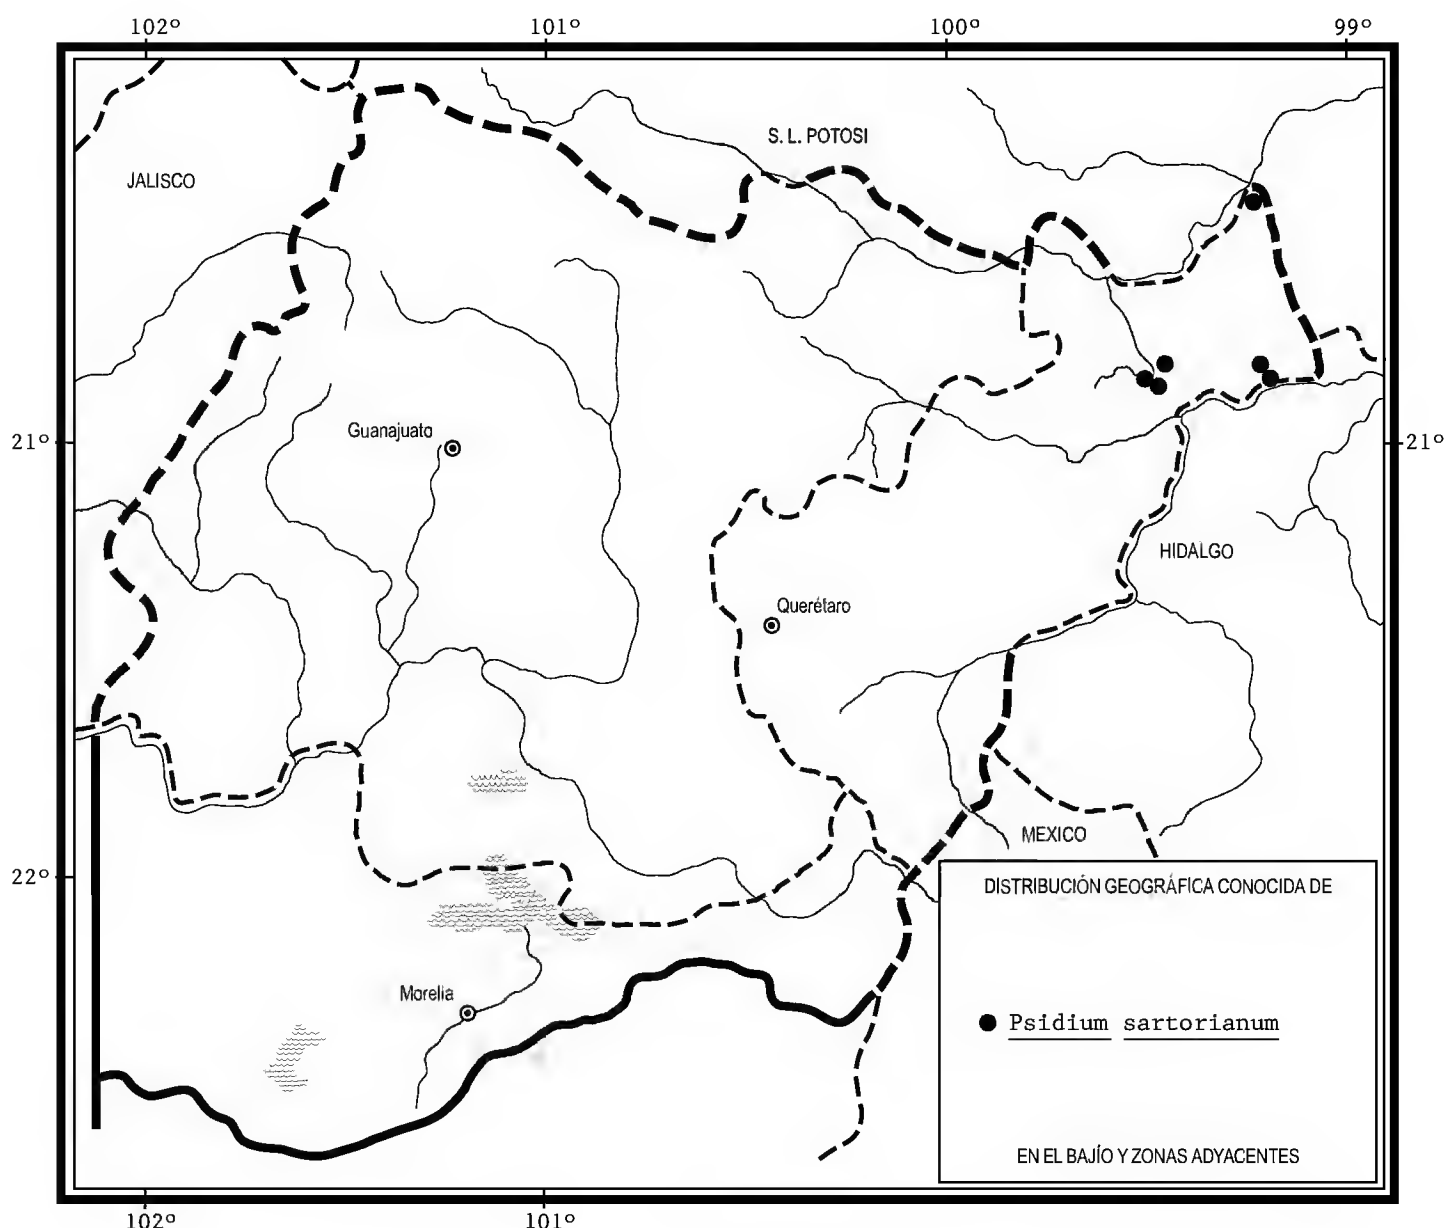 102º 101º 100º 99º
S. L. POTOSI
JALISCO
Guanajuato
21º 21º
HIDALGO
Querétaro
MEXICO
22º
DISTRIBUCIÓN GEOGRÁFICA CONOCIDA DE
Morelia
Psidium sartorianum
EN EL BAJÍO Y ZONAS ADYACENTES
102º 101º